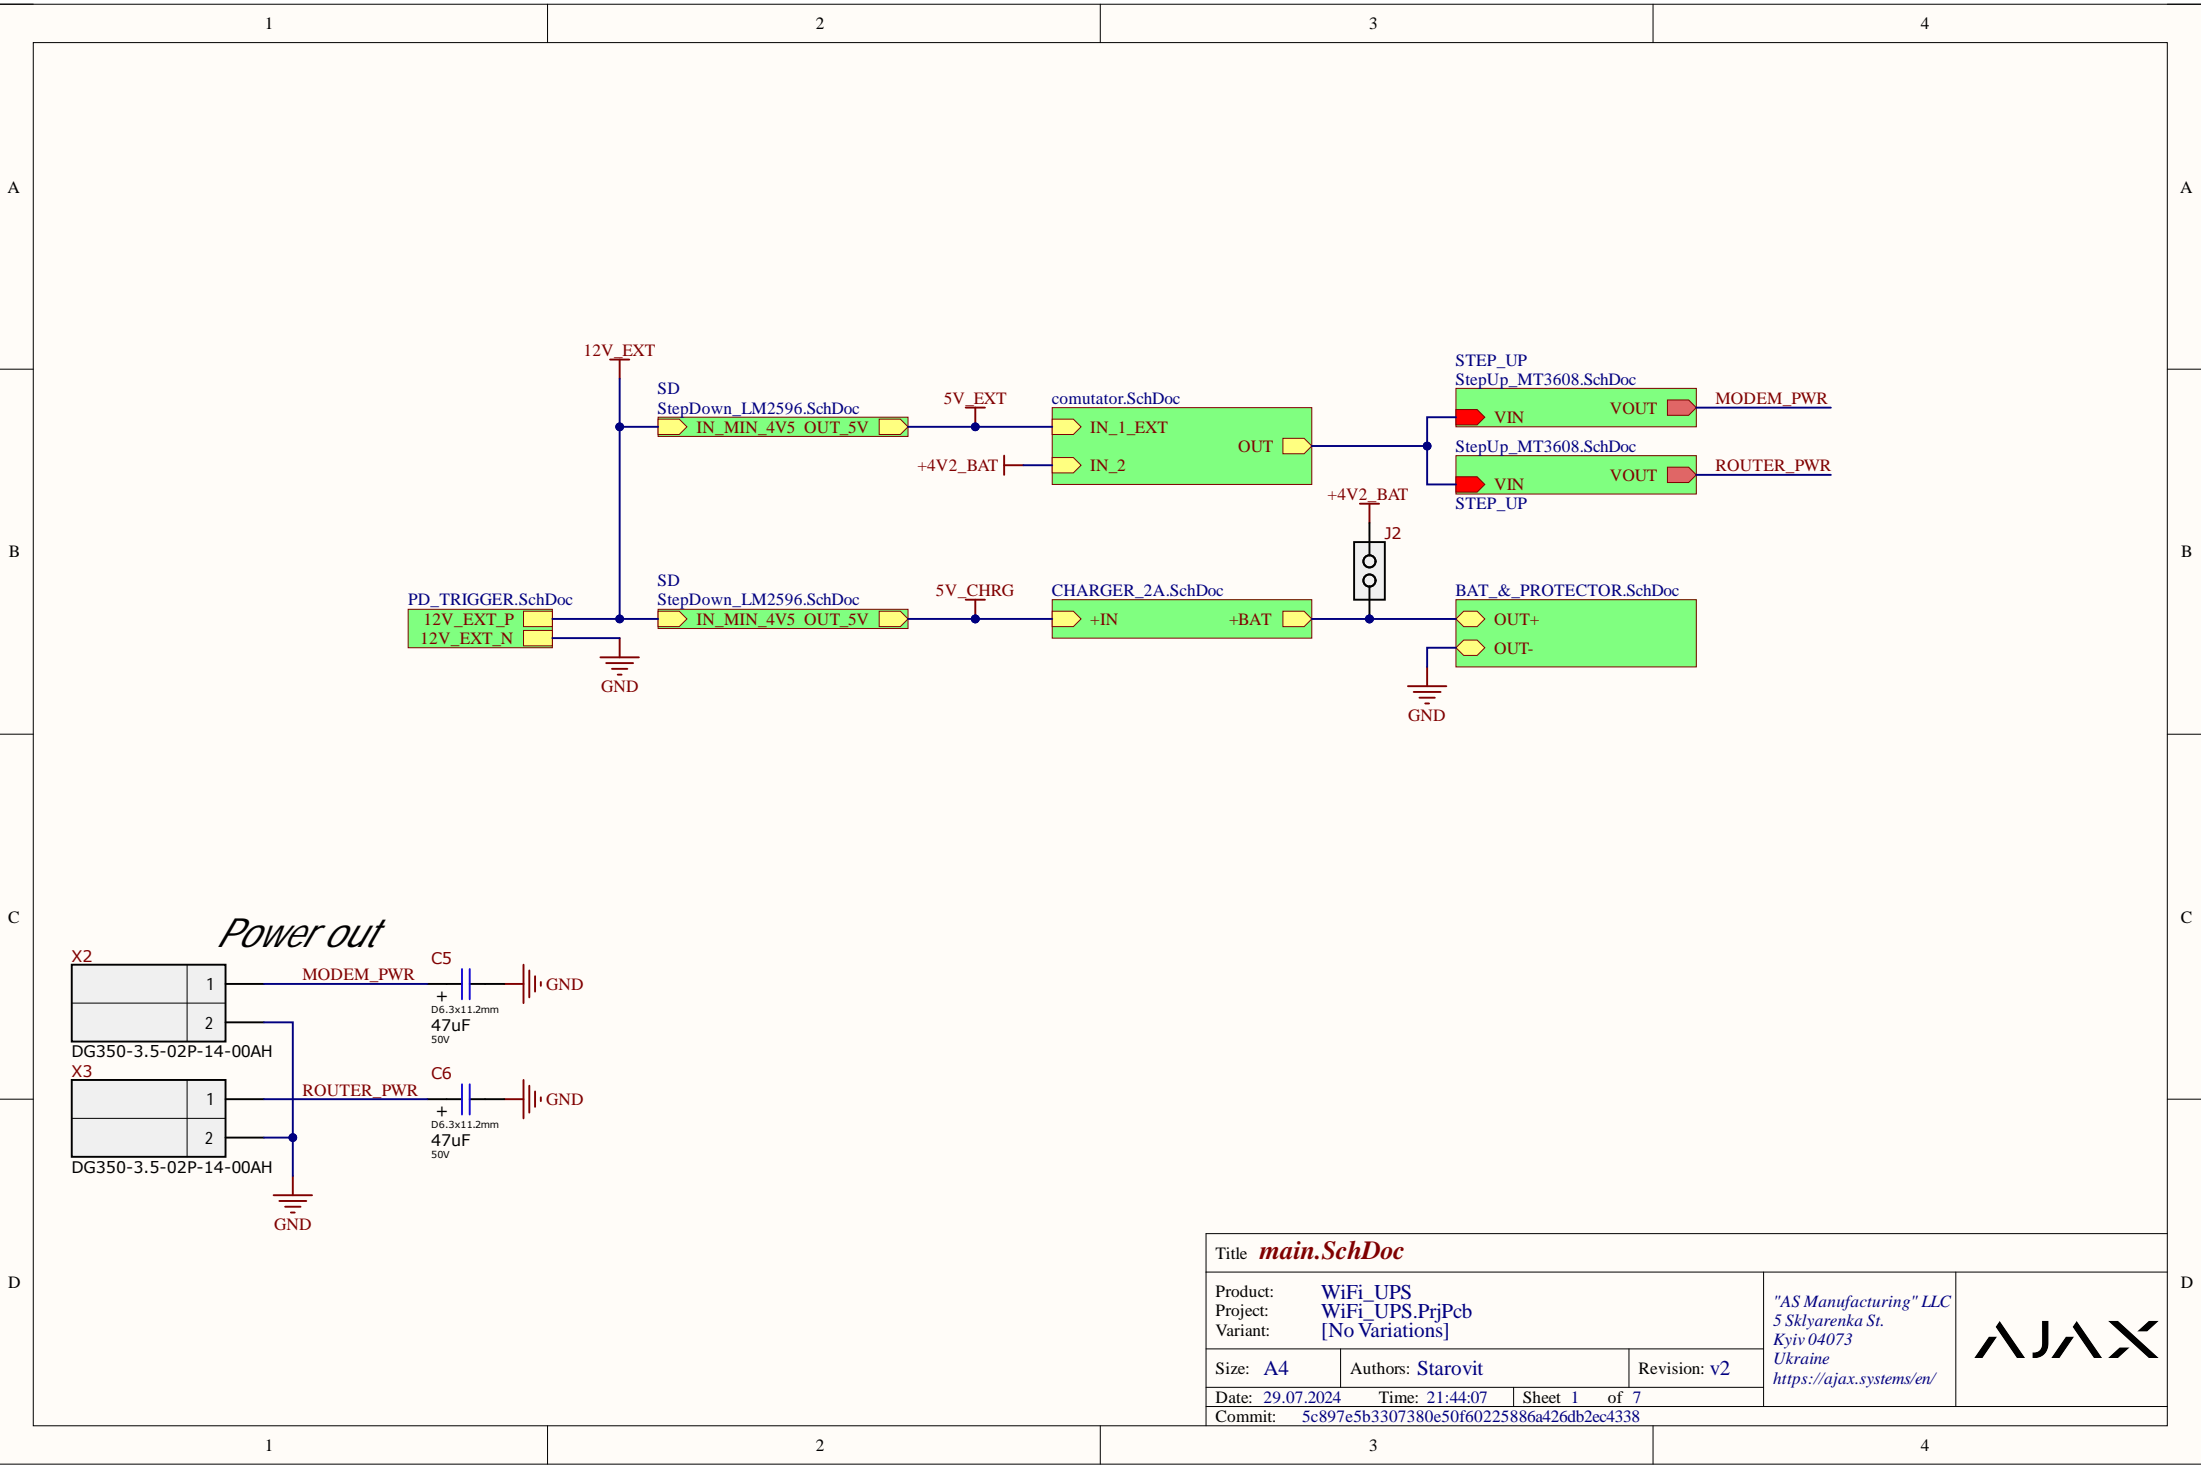 1 2 3 4
A A
12V_EXT
SD
StepDown_LM2596.SchDoc
IN_MIN_4V5 OUT_5V
5V_EXT
+4V2_BAT
comutator.SchDoc
IN_1_EXT
IN_2
OUT
STEP_UP
StepUp_MT3608.SchDoc
VIN
VOUT
MODEM_PWR
StepUp_MT3608.SchDoc
VIN
VOUT
ROUTER_PWR
STEP_UP
+4V2_BAT
J2
B B
PD_TRIGGER.SchDoc
12V_EXT_P
12V_EXT_N
GND
SD
StepDown_LM2596.SchDoc
IN_MIN_4V5 OUT_5V
5V_CHRG
CHARGER_2A.SchDoc
+IN
+BAT
BAT_&_PROTECTOR.SchDoc
OUT+
OUT-
GND
C C
Power out
X2
1
2
DG350-3.5-02P-14-00AH
MODEM_PWR
C5
+
D6.3x11.2mm
47uF
50V
GND
X3
1
2
DG350-3.5-02P-14-00AH
ROUTER_PWR
C6
+
D6.3x11.2mm
47uF
50V
GND
GND
D D
Title main.SchDoc
Product: WiFi_UPS
Project: WiFi_UPS.PrjPcb
Variant: [No Variations]
Size: A4 Authors: Starovit Revision: v2
Date: 29.07.2024 Time: 21:44:07 Sheet 1 of 7
Commit: 5c897e5b3307380e50f60225886a426db2ec4338
"AS Manufacturing" LLC
5 Sklyarenka St.
Kyiv 04073
Ukraine
https://ajax.systems/en/
AJAX
1 2 3 4